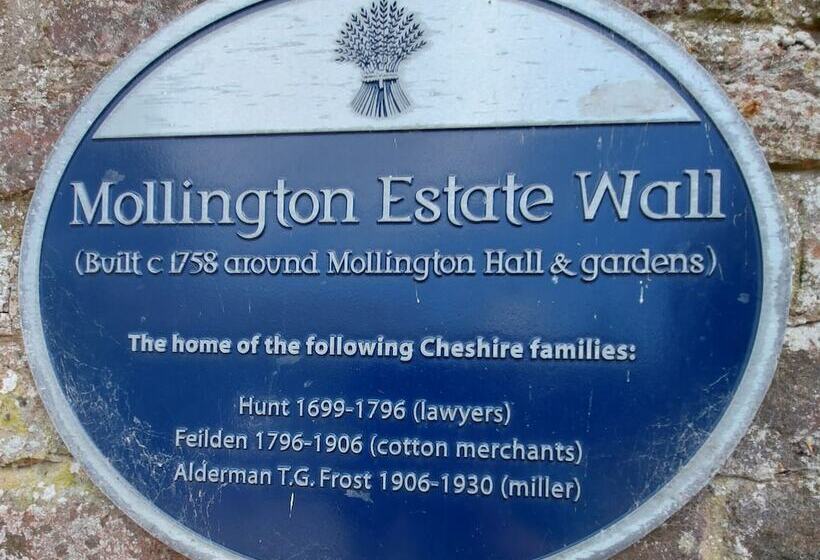 Mollington Estate Wall
(Built c 1758 around Mollington Hall & gardens)
The home of the following Cheshire families:
Hunt 1699-1796 (lawyers)
Feilden 1796-1906 (cotton merchants)
Alderman T.G. Frost 1906-1930 (miller)